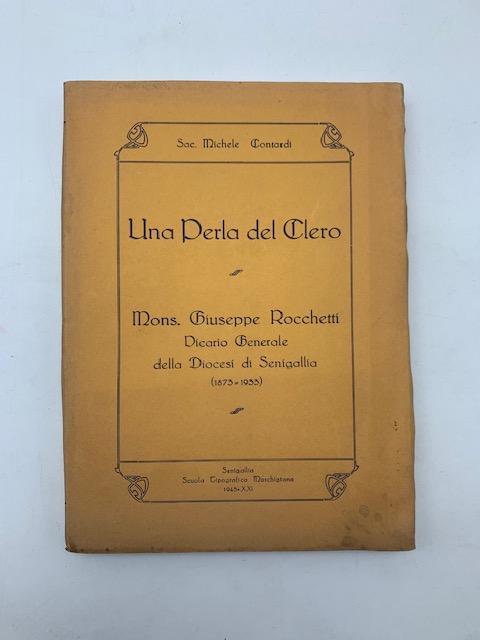 Sac. Michele Contardi
Una Perla del Clero
Mons. Giuseppe Rocchetti
Vicario Generale
della Diocesi di Senigallia
(1873=1933)
Senigallia
Scuola Tipografica Marchigiana
1943-XXI